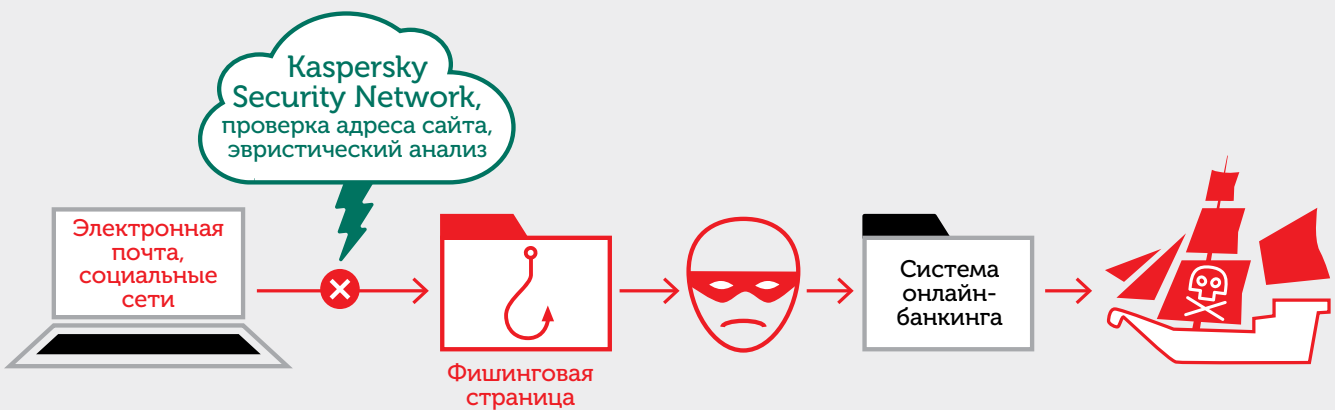 Kaspersky
Security Network,
проверка адреса сайта,
эвристический анализ
Электронная
почта,
социальные
сети
Фишинговая
страница
Система
онлайн-
банкинга